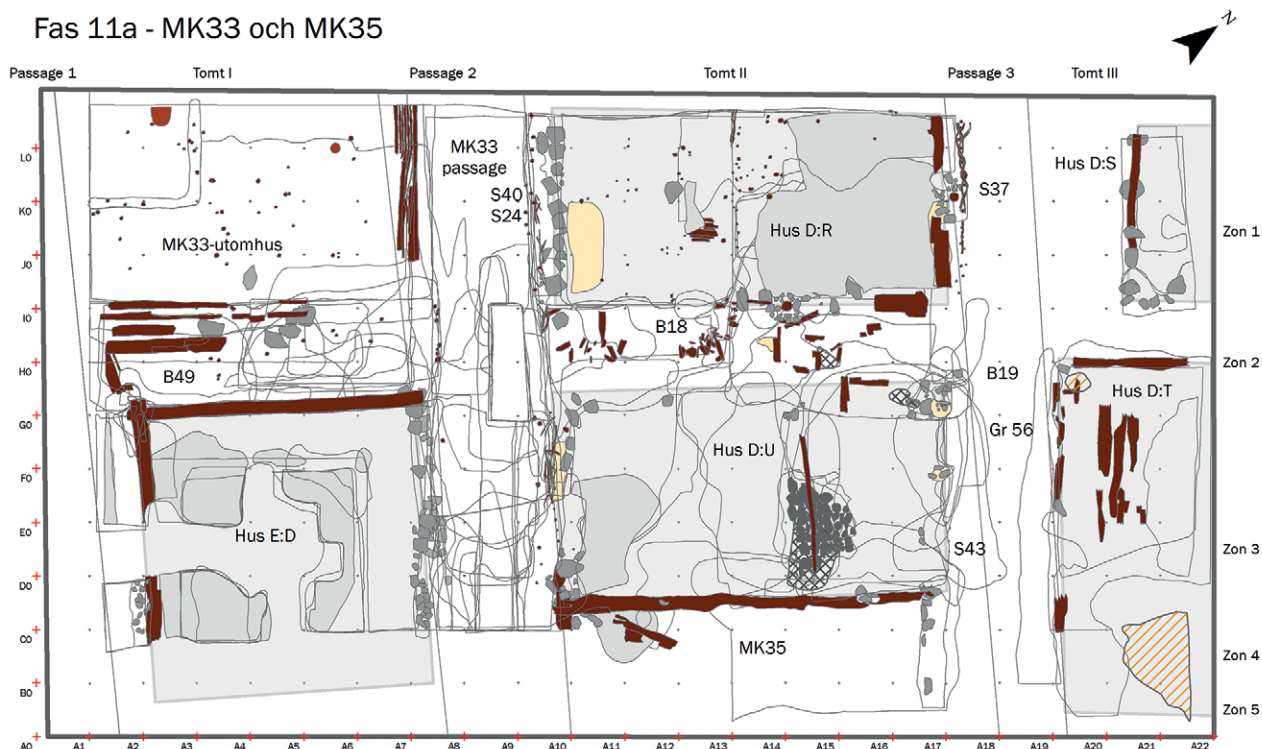 Fas 11a - MK33 och MK35
N
Passage 1
Tomt I
Passage 2
Tomt II
Passage 3
Tomt III
L0
K0
J0
I0
H0
G0
F0
E0
D0
C0
B0
A0
MK33
passage
S40
S24
MK33-utomhus
Hus D:R
S37
Hus D:S
Zon 1
B18
B49
B19
Zon 2
Hus D:T
Gr 56
Hus D:U
Hus E:D
S43
Zon 3
MK35
Zon 4
Zon 5
A1
A2
A3
A4
A5
A6
A7
A8
A9
A10
A11
A12
A13
A14
A15
A16
A17
A18
A19
A20
A21
A22